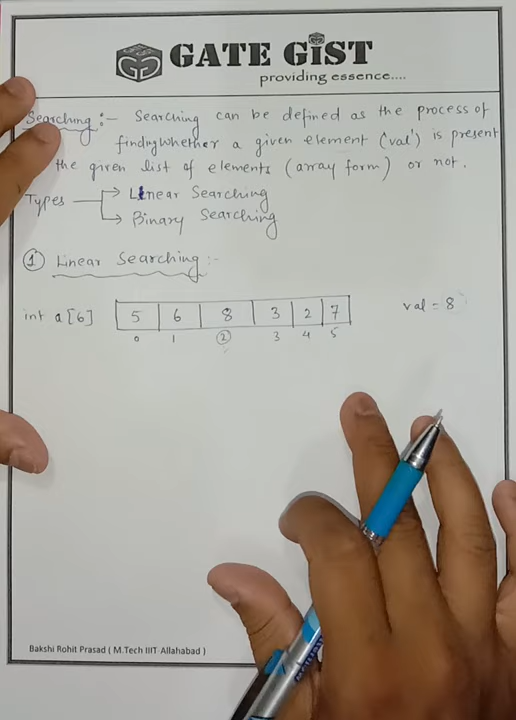 GATE GIST
providing essence....
Searching :- Searching can be defined as the process of
finding whether a given element ('val') is present
the given list of elements (array form) or not.
Types → Linear Searching
→ Binary Searching
① Linear Searching :-
int a[6] 5 6 8 3 2 7 val = 8
0 1 ② 3 4 5
Bakshi Rohit Prasad ( M.Tech IIIT Allahabad )